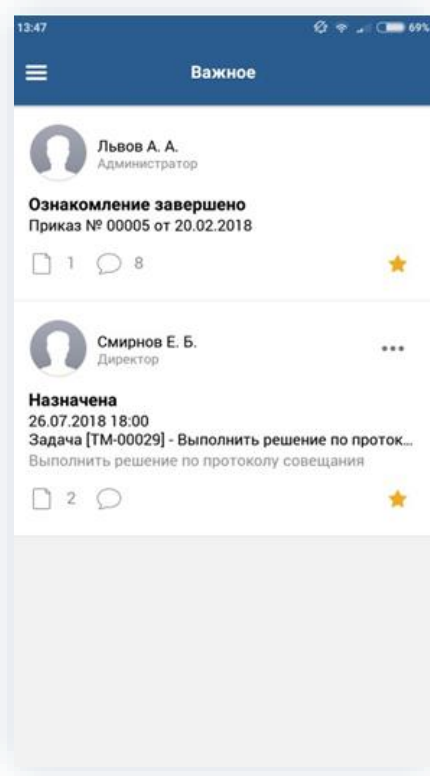 13:47 69%
Важное
Львов А. А.
Администратор
Ознакомление завершено
Приказ № 00005 от 20.02.2018
1 8
Смирнов Е. Б.
Директор
Назначена
26.07.2018 18:00
Задача [ТМ-00029] - Выполнить решение по проток...
Выполнить решение по протоколу совещания
2